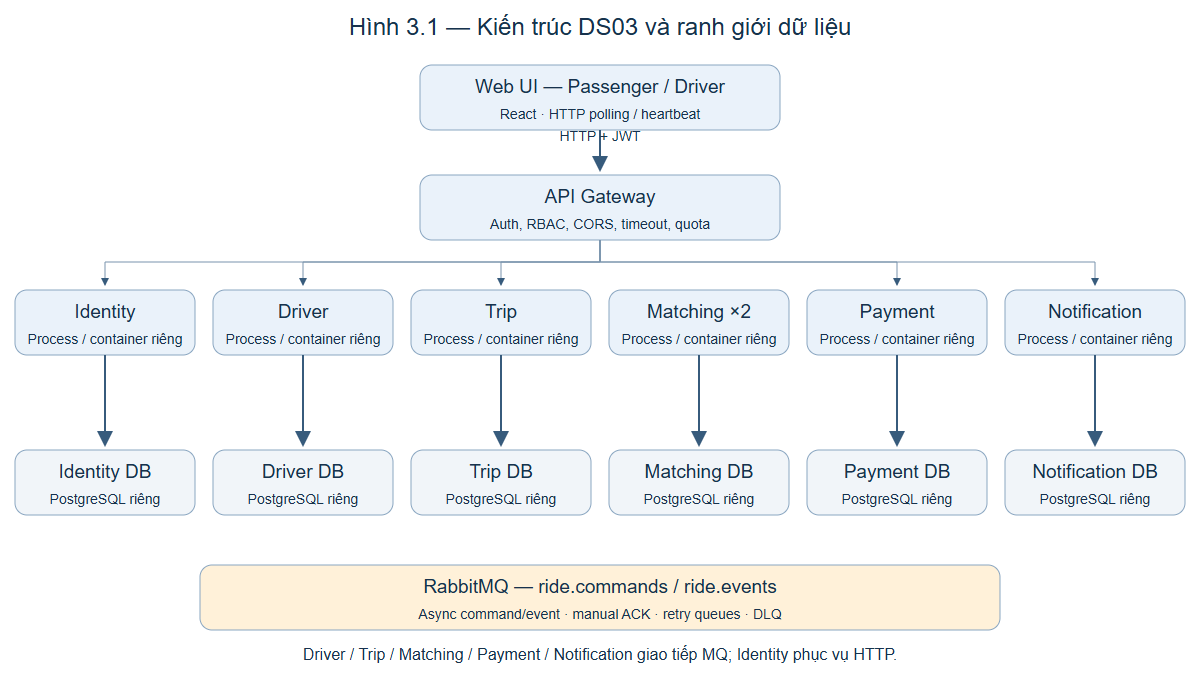 Hình 3.1 — Kiến trúc DS03 và ranh giới dữ liệu
Web UI — Passenger / Driver
React · HTTP polling / heartbeat
HTTP + JWT
API Gateway
Auth, RBAC, CORS, timeout, quota
Identity
Process / container riêng
Driver
Process / container riêng
Trip
Process / container riêng
Matching ×2
Process / container riêng
Payment
Process / container riêng
Notification
Process / container riêng
Identity DB
PostgreSQL riêng
Driver DB
PostgreSQL riêng
Trip DB
PostgreSQL riêng
Matching DB
PostgreSQL riêng
Payment DB
PostgreSQL riêng
Notification DB
PostgreSQL riêng
RabbitMQ — ride.commands / ride.events
Async command/event · manual ACK · retry queues · DLQ
Driver / Trip / Matching / Payment / Notification giao tiếp MQ; Identity phục vụ HTTP.